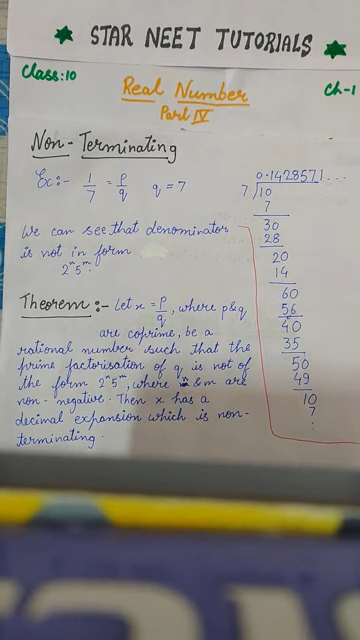 ★ STAR NEET TUTORIALS ★
Class:10
Real Number
Ch-1
Part IV
Non-Terminating
Ex:- 1/7 = p/q q = 7
We can see that denominator
is not in form
2ⁿ5ᵐ.
Theorem:- Let x = p/q, where p & q
are coprime, be a
rational number such that the
prime factorisation of q is not of
the form 2ⁿ5ᵐ, where n & m are
non-negative. Then x has a
decimal expansion which is non-
terminating.
0.1428571...
7)10
7
30
28
20
14
60
56
40
35
50
49
10
7
: